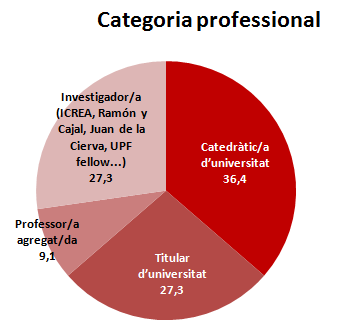 Categoria professional
Investigador/a
(ICREA, Ramón y
Cajal, Juan de la
Cierva, UPF
fellow...)
27,3
Catedràtic/a
d'universitat
36,4
Professor/a
agregat/da
9,1
Titular
d'universitat
27,3